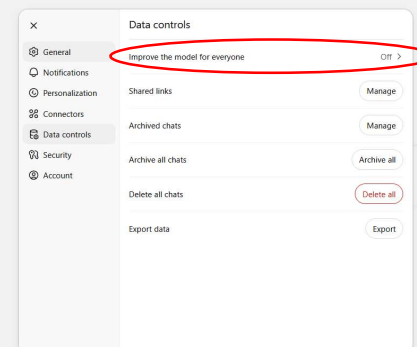 Data controls
General
Notifications
Personalization
Connectors
Data controls
Security
Account
Improve the model for everyone Off
Shared links Manage
Archived chats Manage
Archive all chats Archive all
Delete all chats Delete all
Export data Export